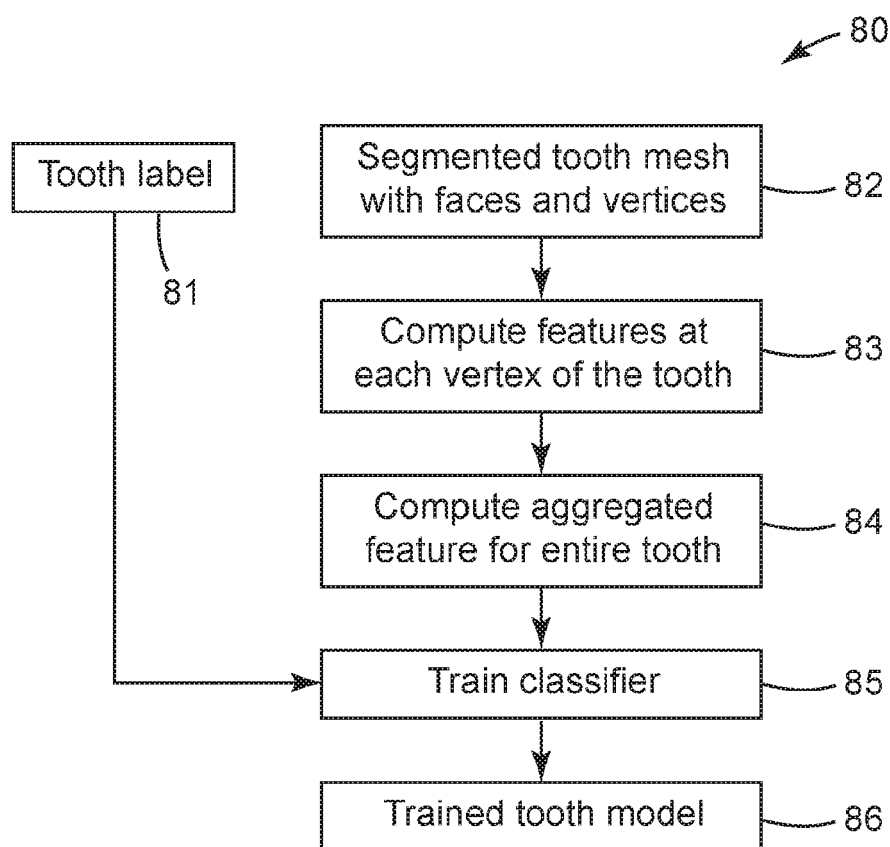 80
Tooth label
81
Segmented tooth mesh
with faces and vertices
82
Compute features at
each vertex of the tooth
83
Compute aggregated
feature for entire tooth
84
Train classifier
85
Trained tooth model
86